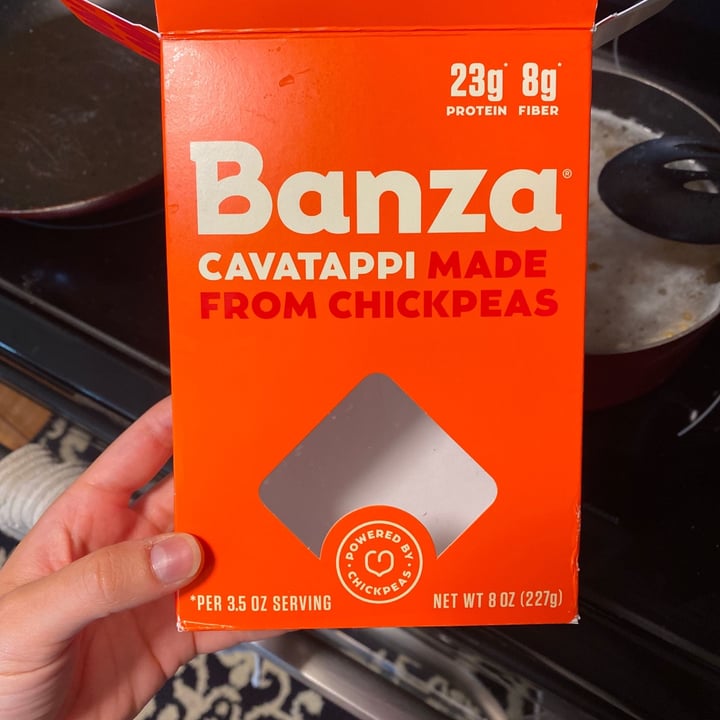 23g* 8g*
PROTEIN FIBER
Banza®
CAVATAPPI MADE
FROM CHICKPEAS
• POWERED BY •
CHICKPEAS
*PER 3.5 OZ SERVING
NET WT 8 OZ (227g)